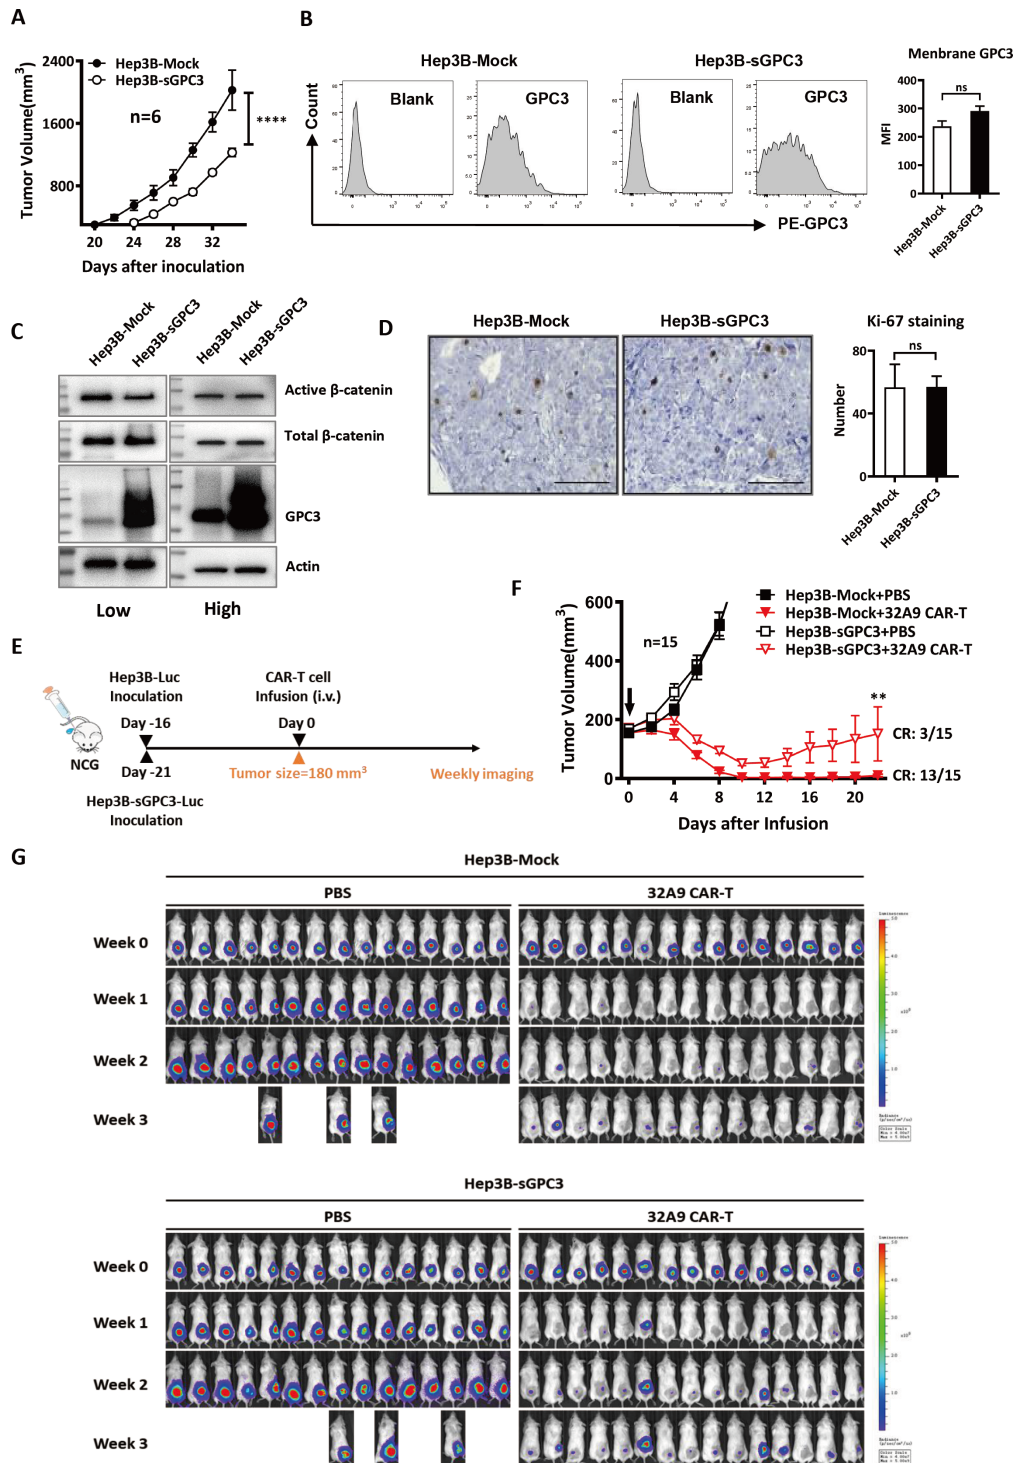 A
2400
1600
800
Tumor Volume(mm³)
Hep3B-Mock
Hep3B-sGPC3
n=6
****
20 24 28 32
Days after inoculation
B
Hep3B-Mock
Hep3B-sGPC3
Blank
GPC3
Blank
GPC3
Count
PE-GPC3
Menbrane GPC3
400
300
200
100
0
MFI
ns
Hep3B-Mock
Hep3B-sGPC3
C
Hep3B-Mock
Hep3B-sGPC3
Hep3B-Mock
Hep3B-sGPC3
Active β-catenin
Total β-catenin
GPC3
Actin
Low
High
D
Hep3B-Mock
Hep3B-sGPC3
Ki-67 staining
80
40
0
Number
ns
Hep3B-Mock
Hep3B-sGPC3
E
Hep3B-Luc
Inoculation
Day -16
CAR-T cell
Infusion (i.v.)
Day 0
NCG
Day -21
Tumor size=180 mm³
Weekly imaging
Hep3B-sGPC3-Luc
Inoculation
F
600
400
200
0
Tumor Volume(mm³)
n=15
Hep3B-Mock+PBS
Hep3B-Mock+32A9 CAR-T
Hep3B-sGPC3+PBS
Hep3B-sGPC3+32A9 CAR-T
**
CR: 3/15
CR: 13/15
0 4 8 12 16 20
Days after Infusion
G
Hep3B-Mock
PBS
32A9 CAR-T
Week 0
Week 1
Week 2
Week 3
Hep3B-sGPC3
PBS
32A9 CAR-T
Week 0
Week 1
Week 2
Week 3